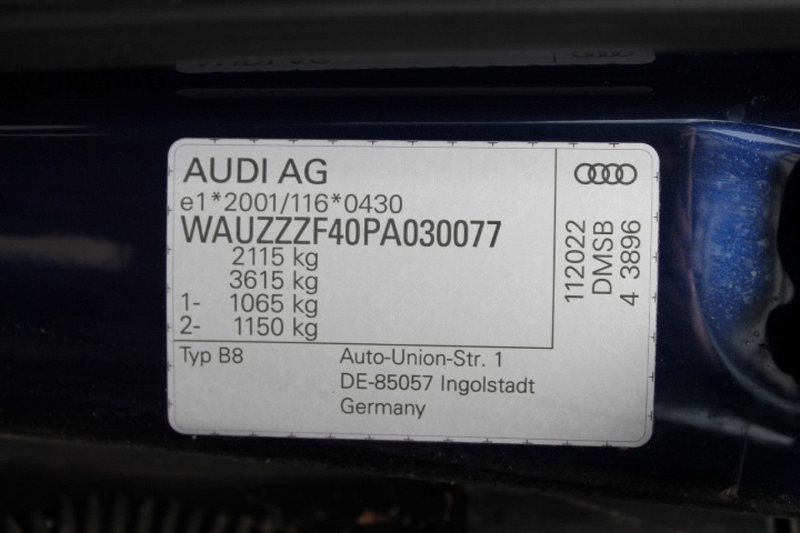 AUDI AG
e1*2001/116*0430
WAUZZZF40PA030077
2115 kg
3615 kg
1- 1065 kg
2- 1150 kg
Typ B8
Auto-Union-Str. 1
DE-85057 Ingolstadt
Germany
112022
DMSB
4 3896